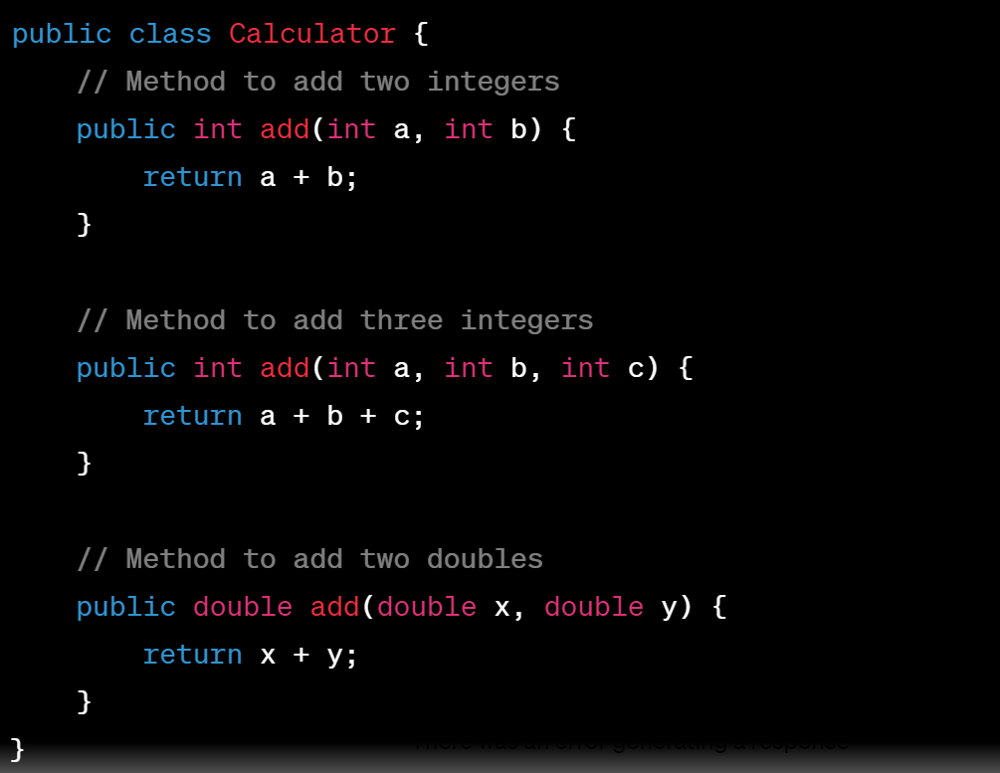 public class Calculator {
    // Method to add two integers
    public int add(int a, int b) {
        return a + b;
    }
    // Method to add three integers
    public int add(int a, int b, int c) {
        return a + b + c;
    }
    // Method to add two doubles
    public double add(double x, double y) {
        return x + y;
    }
There was an error generating a response
}